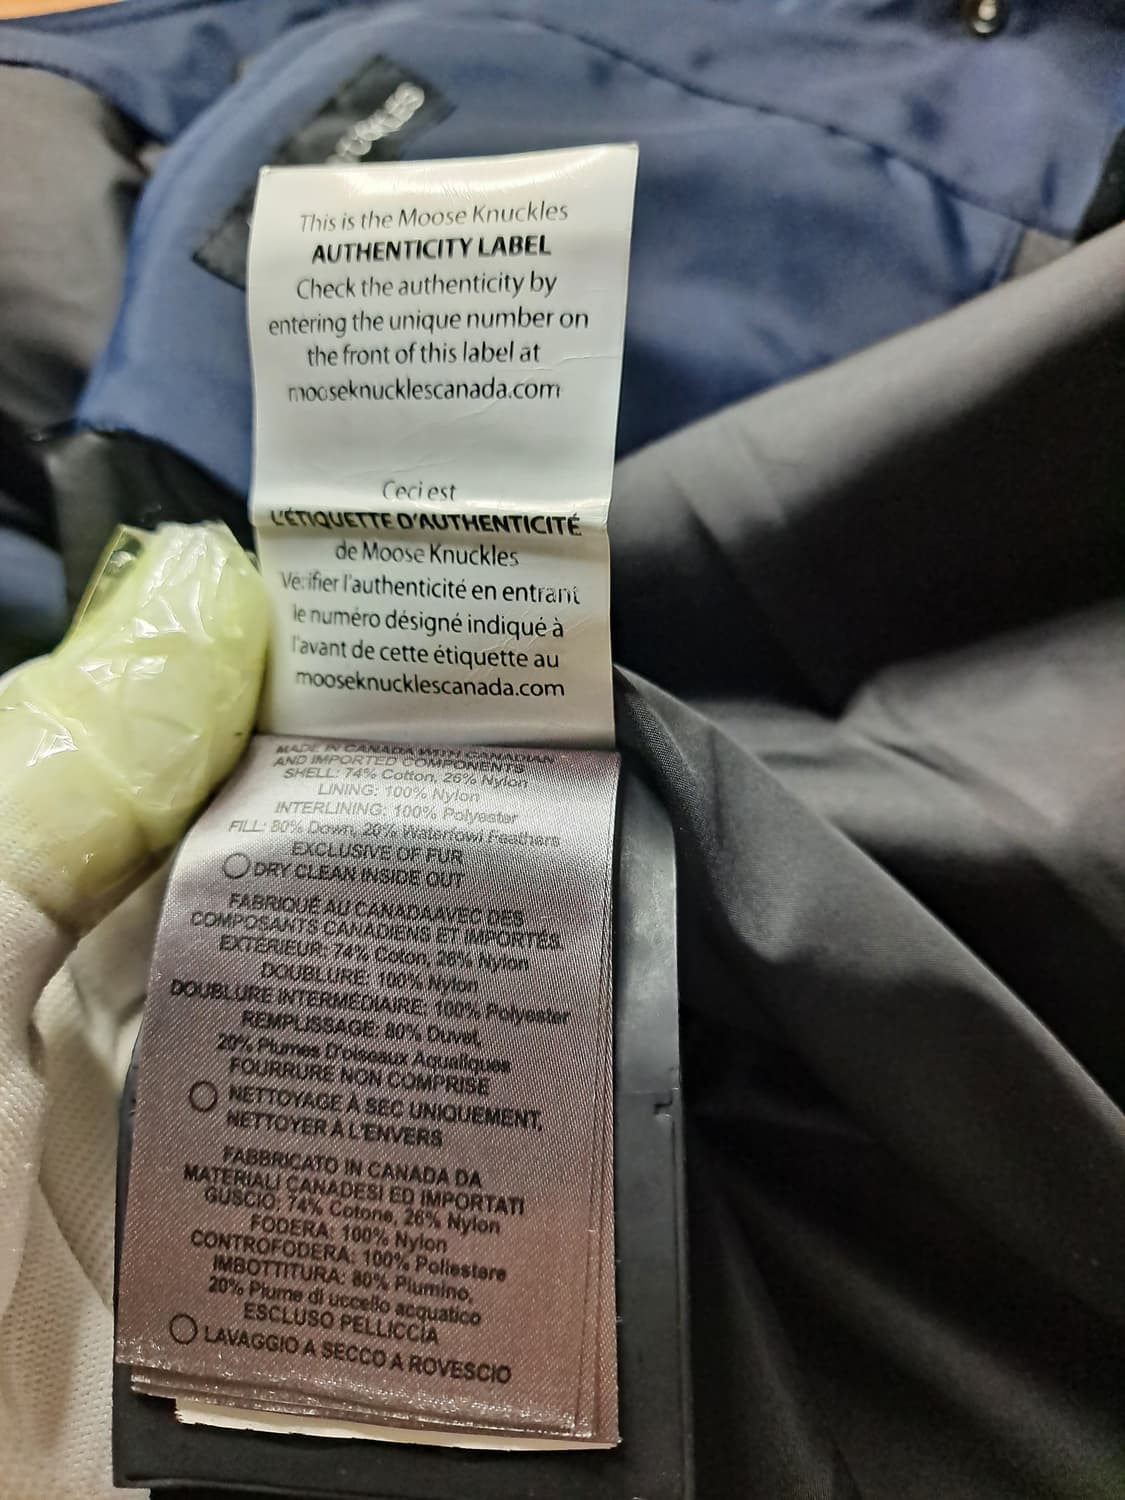 This is the Moose Knuckles
AUTHENTICITY LABEL
Check the authenticity by
entering the unique number on
the front of this label at
mooseknucklescanada.com
Ceci est
L'ÉTIQUETTE D'AUTHENTICITÉ
de Moose Knuckles
Vérifier l'authenticité en entrant
le numéro désigné indiqué à
l'avant de cette étiquette au
mooseknucklescanada.com
MADE IN CANADA WITH CANADIAN
AND IMPORTED COMPONENTS
SHELL: 74% Cotton, 26% Nylon
LINING: 100% Nylon
INTERLINING: 100% Polyester
FILL: 80% Down, 20% Waterfowl Feathers
EXCLUSIVE OF FUR
DRY CLEAN INSIDE OUT
FABRIQUÉ AU CANADA AVEC DES
COMPOSANTS CANADIENS ET IMPORTÉS.
EXTÉRIEUR: 74% Coton, 26% Nylon
DOUBLURE: 100% Nylon
DOUBLURE INTERMÉDIAIRE: 100% Polyester
REMPLISSAGE: 80% Duvet,
20% Plumes D'oiseaux Aquatiques
FOURRURE NON COMPRISE
NETTOYAGE À SEC UNIQUEMENT,
NETTOYER À L'ENVERS
FABBRICATO IN CANADA DA
MATERIALI CANADESI ED IMPORTATI
GUSCIO: 74% Cotone, 26% Nylon
FODERA: 100% Nylon
CONTROFODERA: 100% Poliestere
IMBOTTITURA: 80% Piumino,
20% Piume di uccello acquatico
ESCLUSO PELLICCIA
LAVAGGIO A SECCO A ROVESCIO